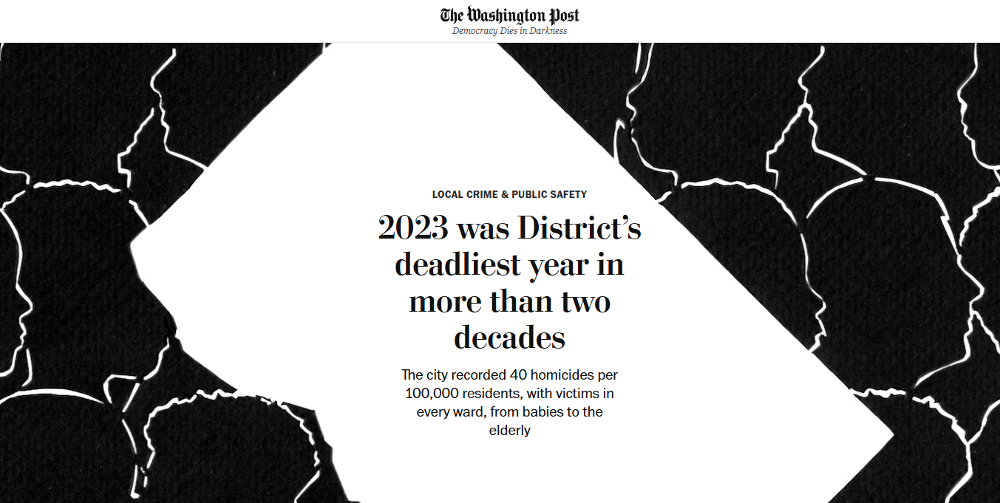 The Washington Post
Democracy Dies in Darkness
LOCAL CRIME & PUBLIC SAFETY
2023 was District’s
deadliest year in
more than two
decades
The city recorded 40 homicides per
100,000 residents, with victims in
every ward, from babies to the
elderly